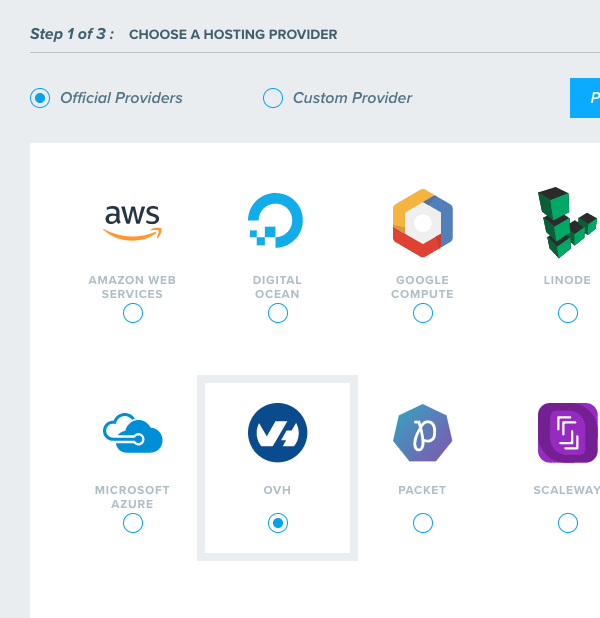 Step 1 of 3 : CHOOSE A HOSTING PROVIDER
Official Providers Custom Provider P
aws
AMAZON WEB SERVICES
DIGITAL OCEAN
GOOGLE COMPUTE
LINODE
MICROSOFT AZURE
OVH
PACKET
SCALEWAY